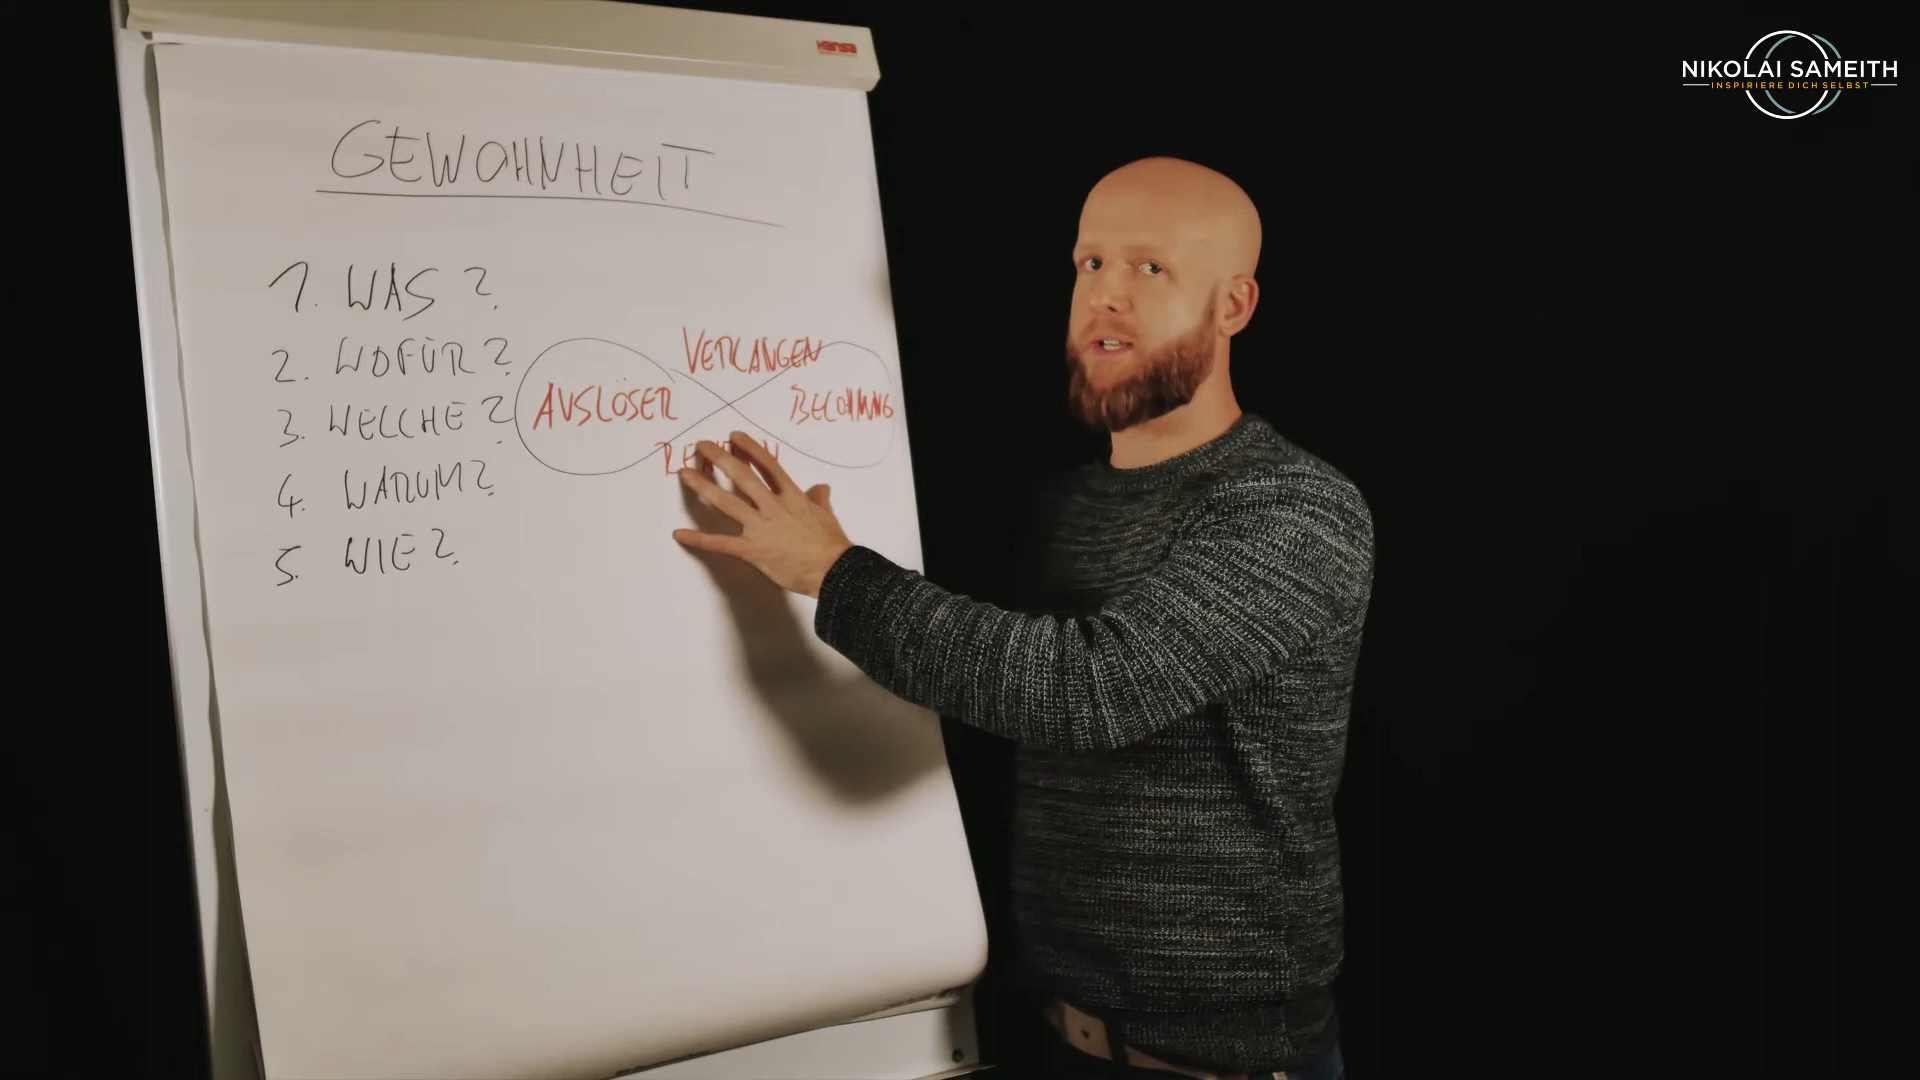 Hansa
NIKOLAI SAMEITH
INSPIRIERE DICH SELBST
GEWOHNHEIT
1. WAS?
2. WOFÜR?
3. WELCHE?
4. WARUM?
5. WIE?
VERLANGEN
AUSLÖSER
BELOHNUNG